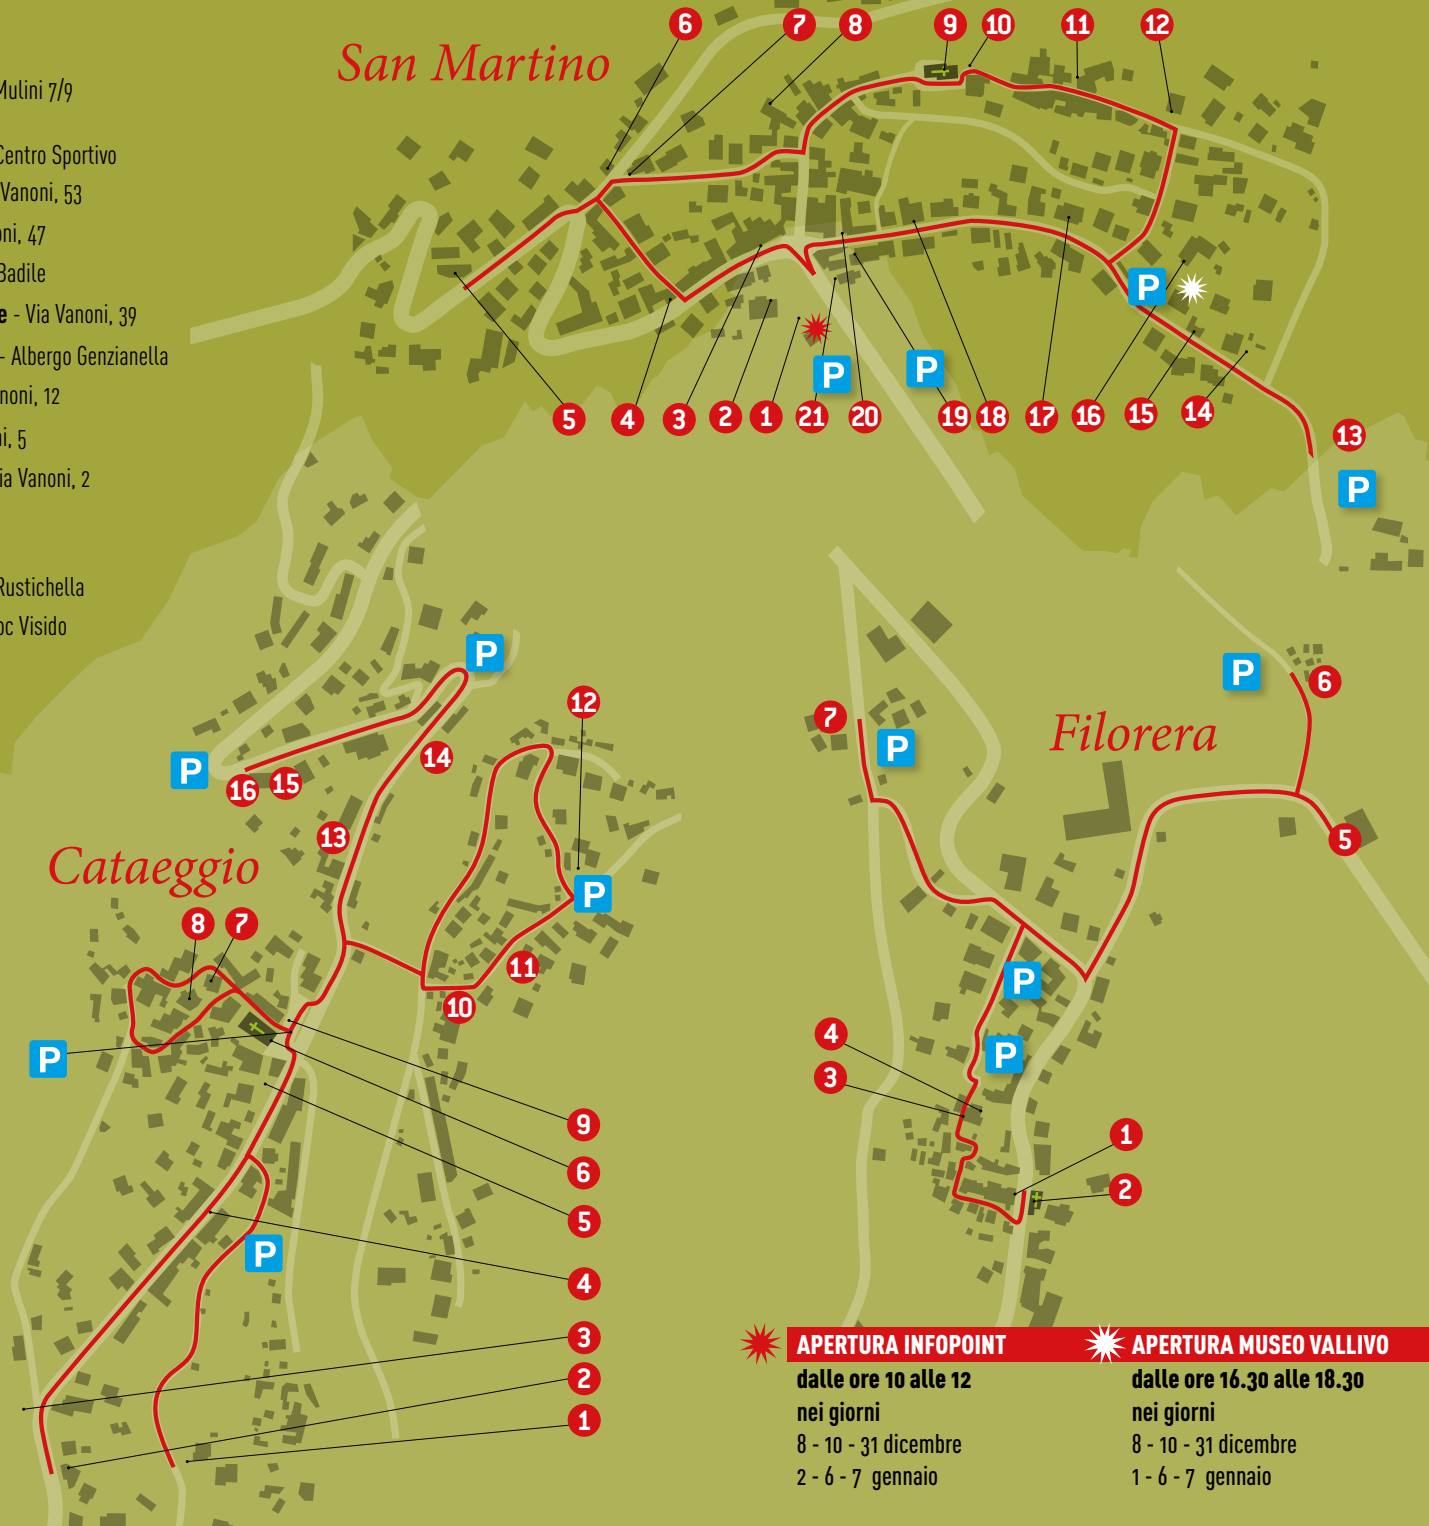 San Martino
6
7
8
9
10
11
12
Mulini 7/9
Centro Sportivo
Vanoni, 53
oni, 47
Badile
e - Via Vanoni, 39
- Albergo Genzianella
noni, 12
ni, 5
ia Vanoni, 2
Rustichella
oc Visido
P
P
P
5
4
3
2
1
21
20
19
18
17
16
15
14
13
P
P
12
P
16
15
14
13
Cataeggio
8
7
P
11
10
P
9
6
5
P
4
3
2
1
P
6
7
P
Filorera
5
P
4
P
3
1
2
APERTURA INFOPOINT
dalle ore 10 alle 12
nei giorni
8 - 10 - 31 dicembre
2 - 6 - 7 gennaio
APERTURA MUSEO VALLIVO
dalle ore 16.30 alle 18.30
nei giorni
8 - 10 - 31 dicembre
1 - 6 - 7 gennaio